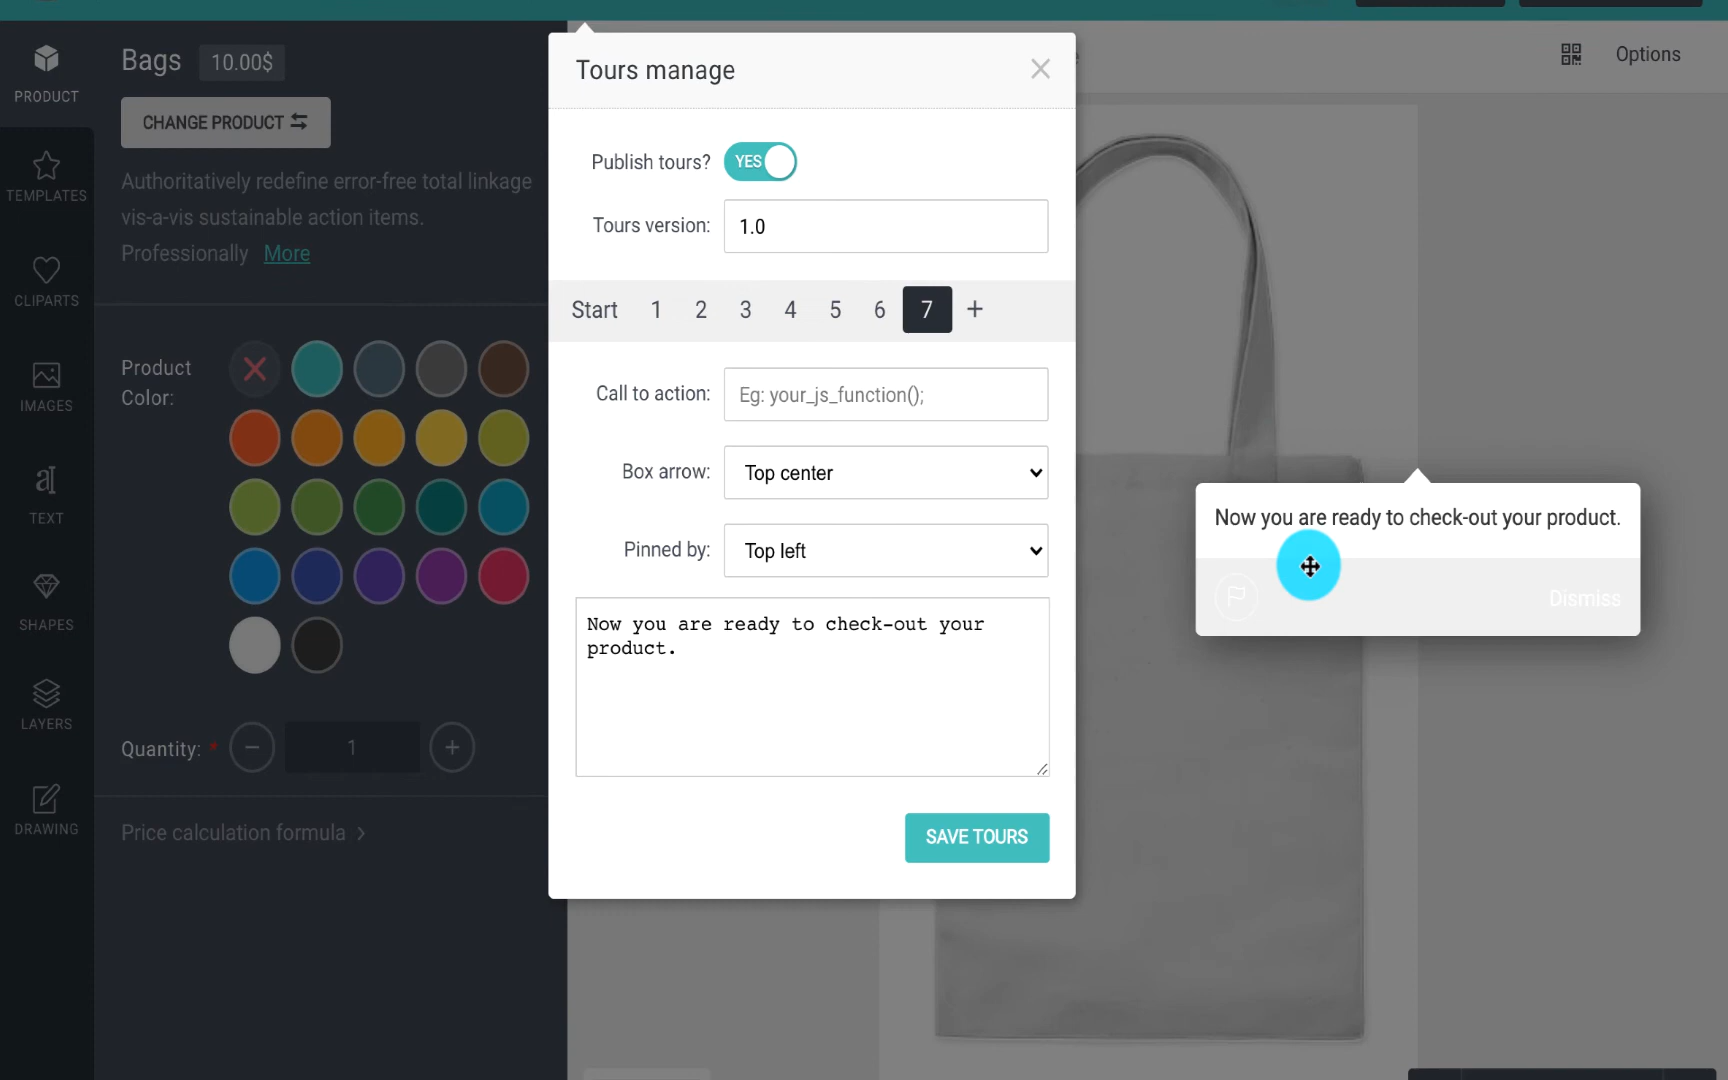 PRODUCT
TEMPLATES
CLIPARTS
IMAGES
TEXT
SHAPES
LAYERS
DRAWING
Bags 10.00$
CHANGE PRODUCT
Authoritatively redefine error-free total linkage
vis-a-vis sustainable action items.
Professionally More
Product
Color:
Quantity: * − 1 +
Price calculation formula >
Tours manage
Publish tours? YES
Tours version: 1.0
Start 1 2 3 4 5 6 7 +
Call to action: Eg: your_js_function();
Box arrow: Top center
Pinned by: Top left
Now you are ready to check-out your
product.
SAVE TOURS
Options
Now you are ready to check-out your product.
Dismiss